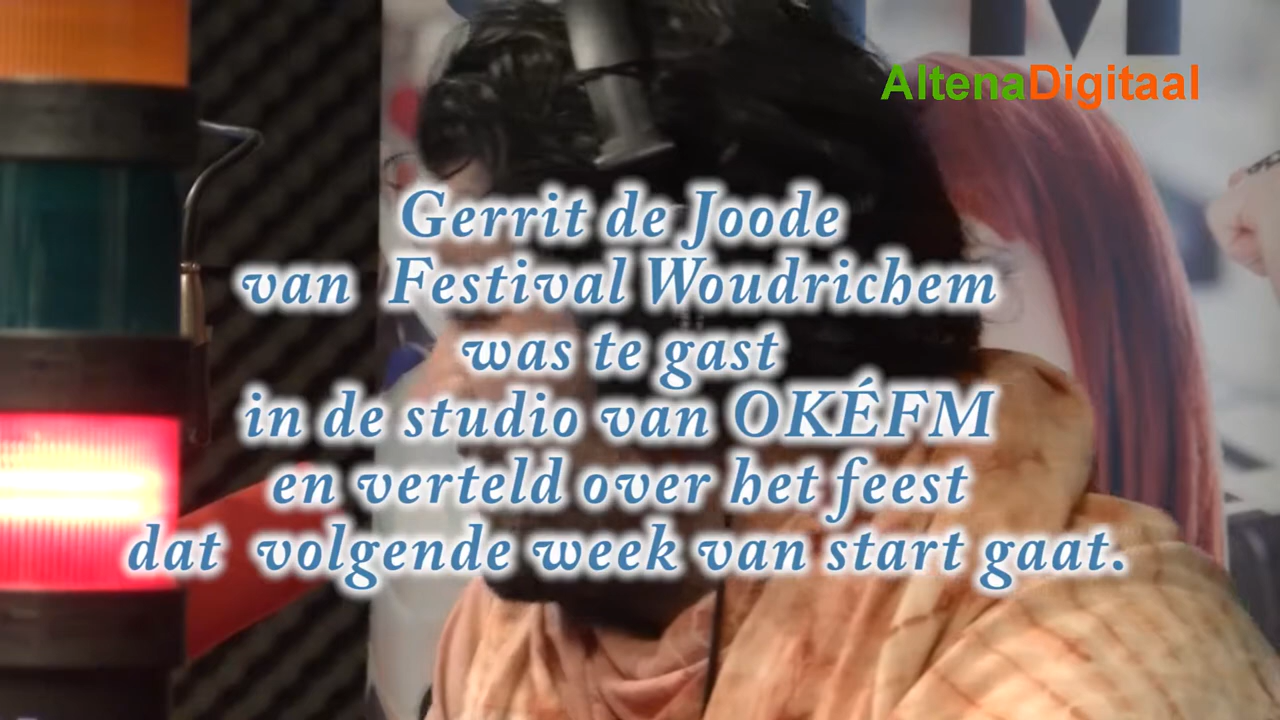 M
AltenaDigitaal
Gerrit de Joode
van Festival Woudrichem
was te gast
in de studio van OKÉFM
en verteld over het feest
dat volgende week van start gaat.